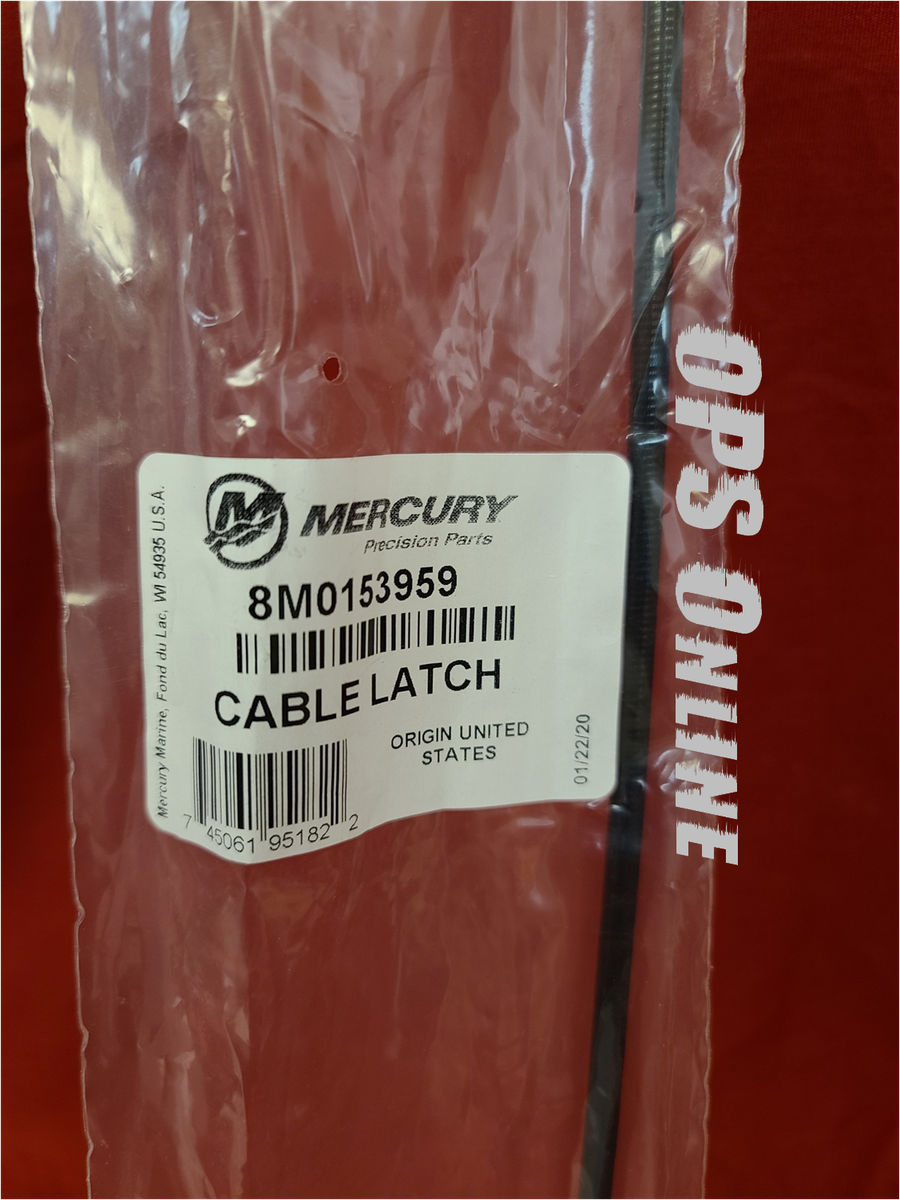 MERCURY
Precision Parts
8M0153959
CABLE LATCH
ORIGIN UNITED
STATES
01/22/20
7 45061 95182 2
Mercury Marine, Fond du Lac, WI 54935 U.S.A.
OPS ONLINE